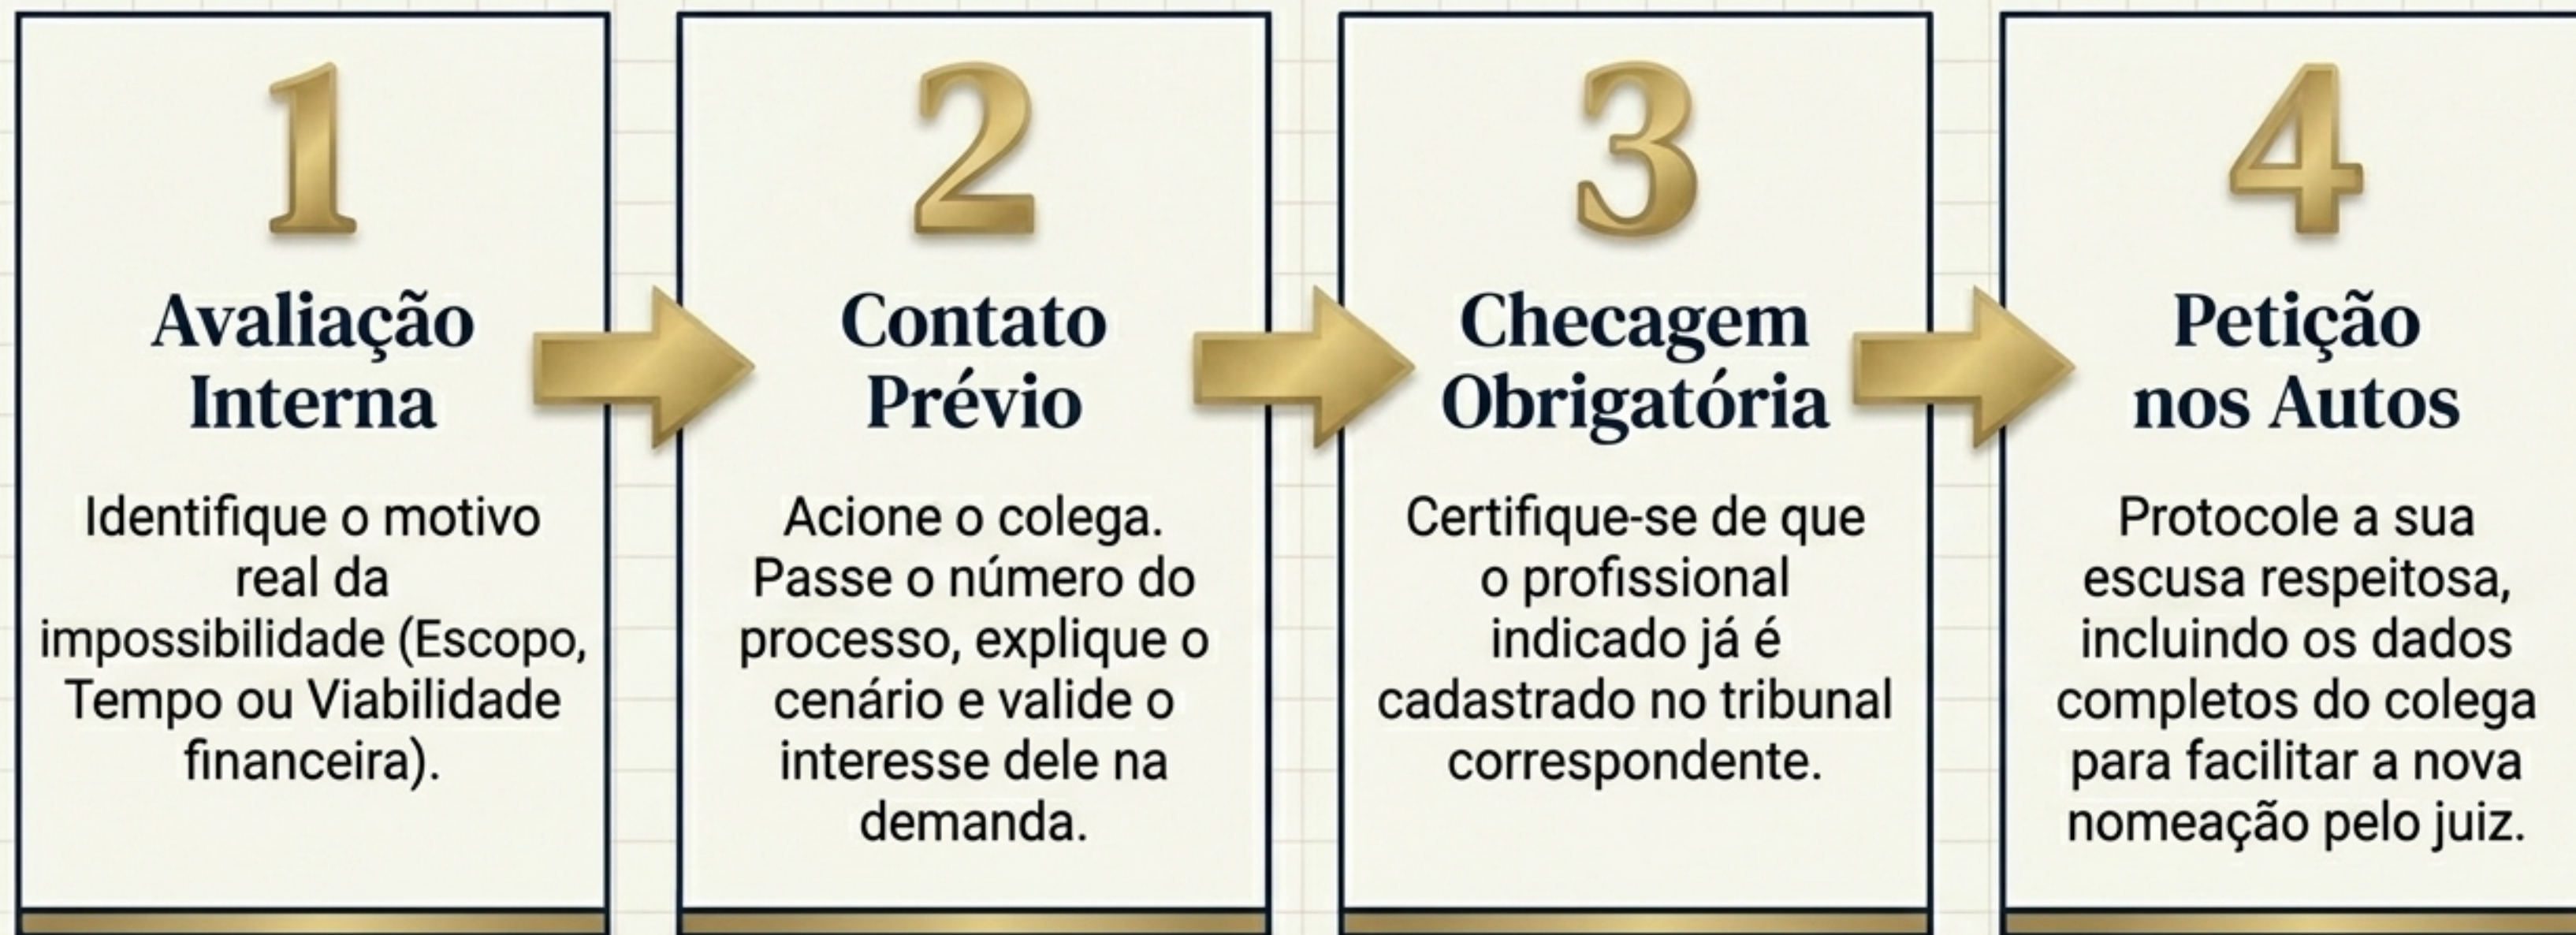 1
Avaliação
Interna
Identifique o motivo
real da
impossibilidade (Escopo,
Tempo ou Viabilidade
financeira).
2
Contato
Prévio
Acione o colega.
Passe o número do
processo, explique o
cenário e valide o
interesse dele na
demanda.
3
Checagem
Obrigatória
Certifique-se de que
o profissional
indicado já é
cadastrado no tribunal
correspondente.
4
Petição
nos Autos
Protocole a sua
escusa respeitosa,
incluindo os dados
completos do colega
para facilitar a nova
nomeação pelo juiz.